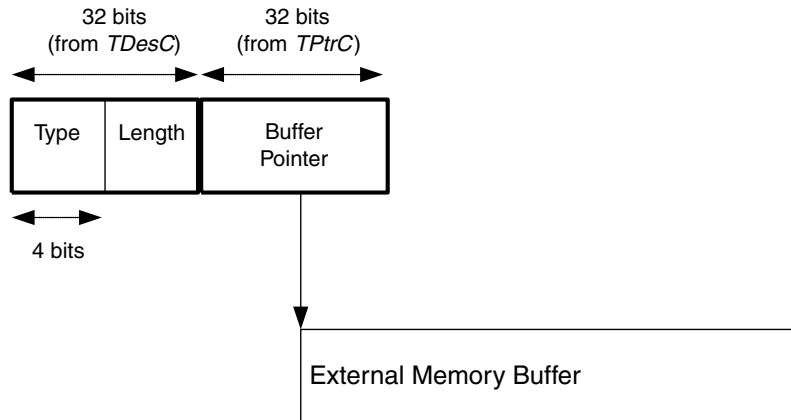 32 bits
(from TDesC)
32 bits
(from TPtrC)
Type
Length
Buffer
Pointer
4 bits
External Memory Buffer